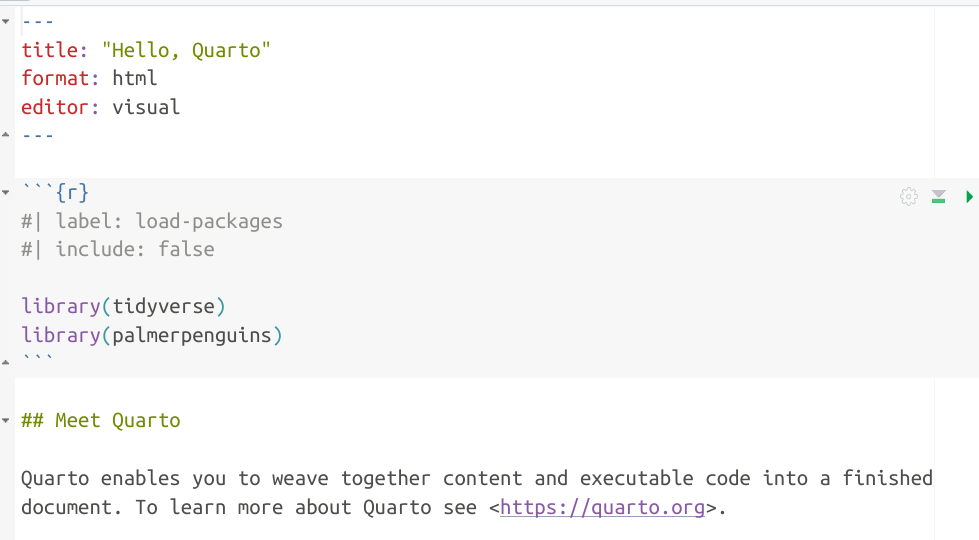 ---
title: "Hello, Quarto"
format: html
editor: visual
---
```{r}
#| label: load-packages
#| include: false
library(tidyverse)
library(palmerpenguins)
```
## Meet Quarto
Quarto enables you to weave together content and executable code into a finished
document. To learn more about Quarto see <https://quarto.org>.